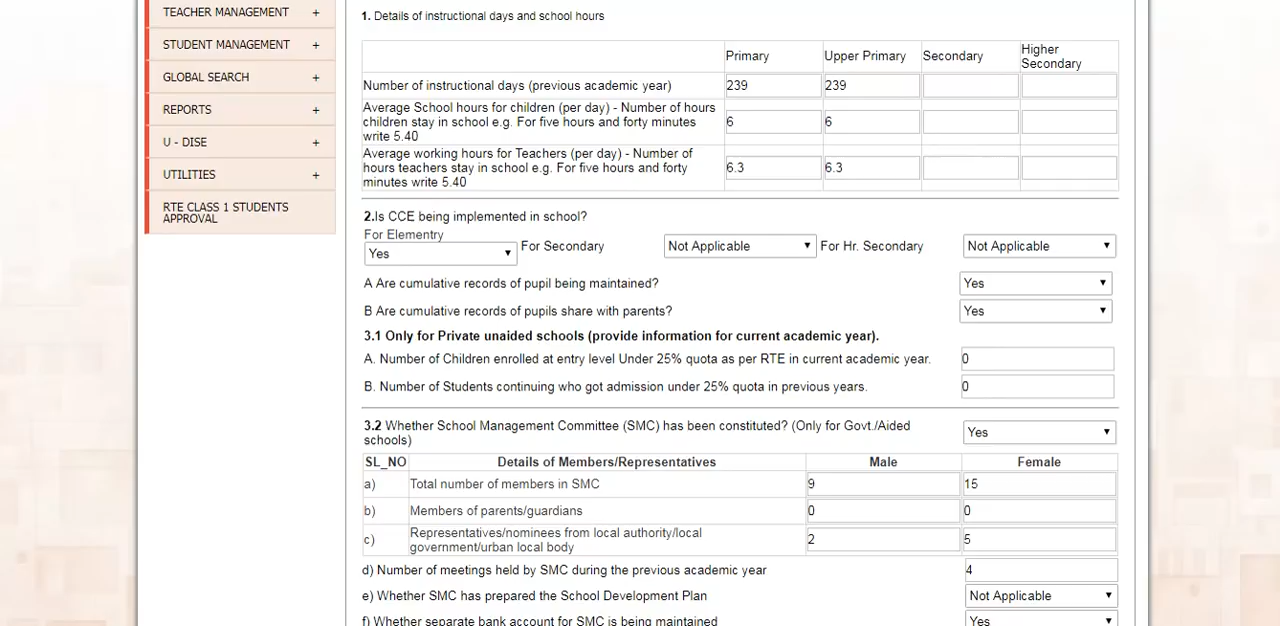 TEACHER MANAGEMENT +
STUDENT MANAGEMENT +
GLOBAL SEARCH +
REPORTS +
U - DISE +
UTILITIES +
RTE CLASS 1 STUDENTS
APPROVAL
1. Details of instructional days and school hours
Primary Upper Primary Secondary Higher
Secondary
Number of instructional days (previous academic year) 239 239
Average School hours for children (per day) - Number of hours
children stay in school e.g. For five hours and forty minutes 6 6
write 5.40
Average working hours for Teachers (per day) - Number of
hours teachers stay in school e.g. For five hours and forty 6.3 6.3
minutes write 5.40
2.Is CCE being implemented in school?
For Elementry
Yes For Secondary Not Applicable For Hr. Secondary Not Applicable
A Are cumulative records of pupil being maintained? Yes
B Are cumulative records of pupils share with parents? Yes
3.1 Only for Private unaided schools (provide information for current academic year).
A. Number of Children enrolled at entry level Under 25% quota as per RTE in current academic year. 0
B. Number of Students continuing who got admission under 25% quota in previous years. 0
3.2 Whether School Management Committee (SMC) has been constituted? (Only for Govt./Aided
schools) Yes
SL_NO Details of Members/Representatives Male Female
a) Total number of members in SMC 9 15
b) Members of parents/guardians 0 0
c) Representatives/nominees from local authority/local
government/urban local body 2 5
d) Number of meetings held by SMC during the previous academic year 4
e) Whether SMC has prepared the School Development Plan Not Applicable
f) Whether separate bank account for SMC is being maintained Yes